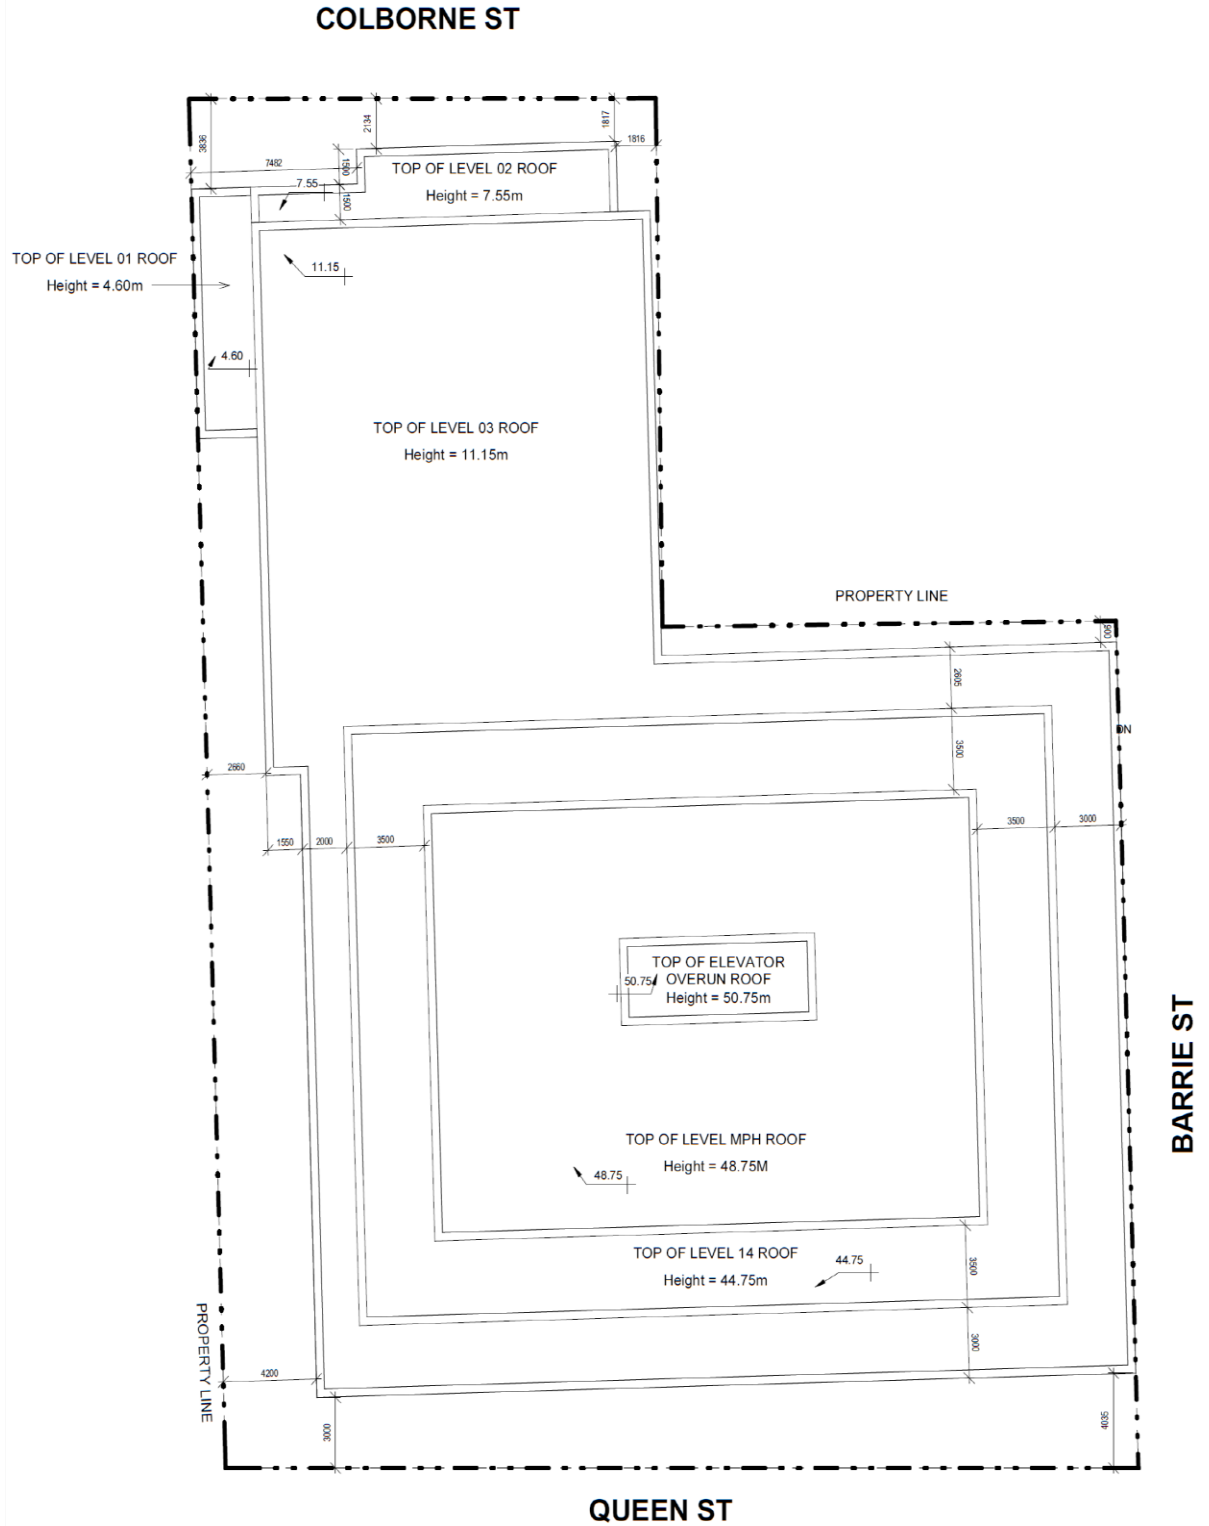 COLBORNE ST
3836
2134
1817
1816
7482
1500
TOP OF LEVEL 02 ROOF
7.55
Height = 7.55m
1500
TOP OF LEVEL 01 ROOF
Height = 4.60m
11.15
4.60
TOP OF LEVEL 03 ROOF
Height = 11.15m
PROPERTY LINE
900
2605
DN
3500
2660
1550
2000
3500
3500
3000
TOP OF ELEVATOR
OVERUN ROOF
50.75
Height = 50.75m
BARRIE ST
TOP OF LEVEL MPH ROOF
Height = 48.75M
48.75
TOP OF LEVEL 14 ROOF
Height = 44.75m
44.75
3500
3000
PROPERTY LINE
4200
3000
4035
QUEEN ST